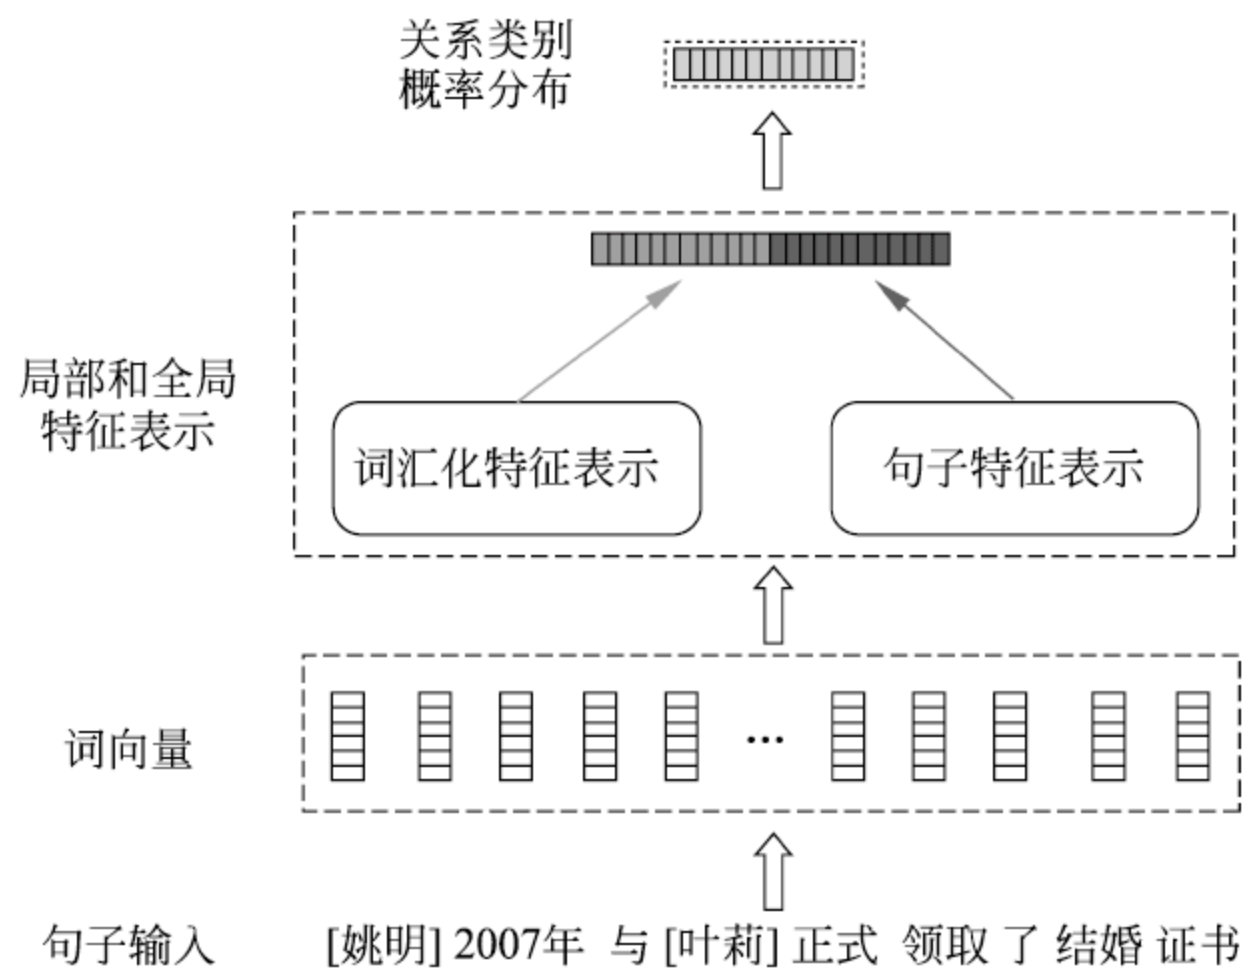 关系类别
概率分布
局部和全局
特征表示
词汇化特征表示
句子特征表示
词向量
...
句子输入
[姚明] 2007年 与 [叶莉] 正式 领取 了 结婚 证书